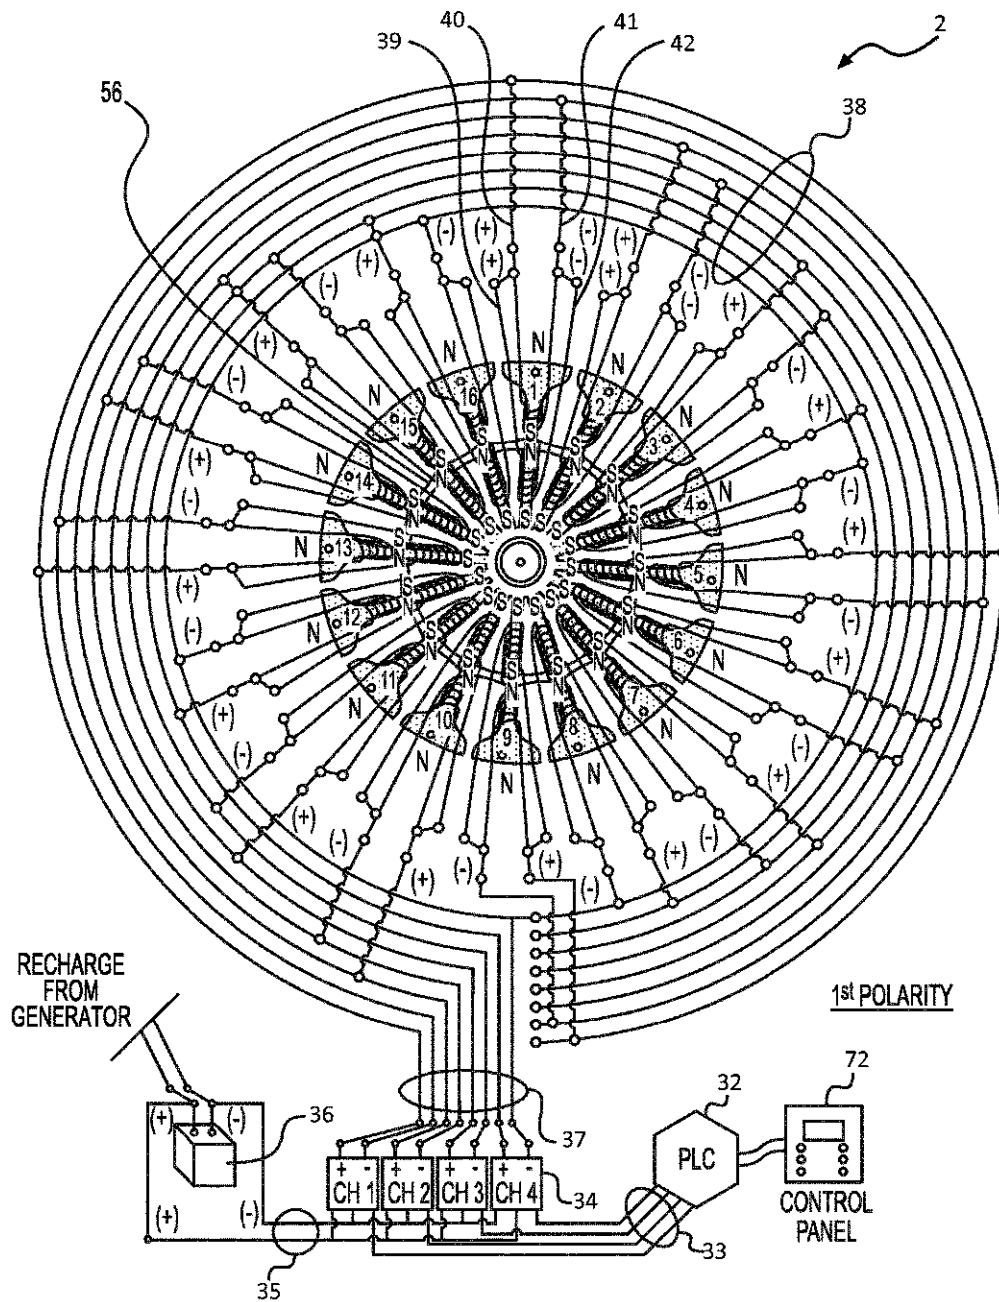 40
41
2
39
42
56
38
(-) (+) (-) (+)
(+) (-) (+) (-)
(+) (-) (-) (+)
(-) (+)
(+) (-)
(-) (+)
(+) (-)
(-) (+)
(+) (-)
(-) (+)
(+) (-)
(-) (+)
(+) (-)
(-) (+)
(+) (-) (+) (-)
N N N N N N N N N N N N N N N N
1 2 3 4 5 6 7 8 9 10 11 12 13 14 15 16
S N S N S N S N S N S N S N S N
S N S N S N S N S N S N S N S N
S S S S S S S S S S S S S S S S
RECHARGE
FROM
GENERATOR
1st POLARITY
32
72
(+) (-)
36
37
PLC
+ - + - + - + -
CH 1 CH 2 CH 3 CH 4
34
CONTROL
PANEL
(+) (-)
35
33